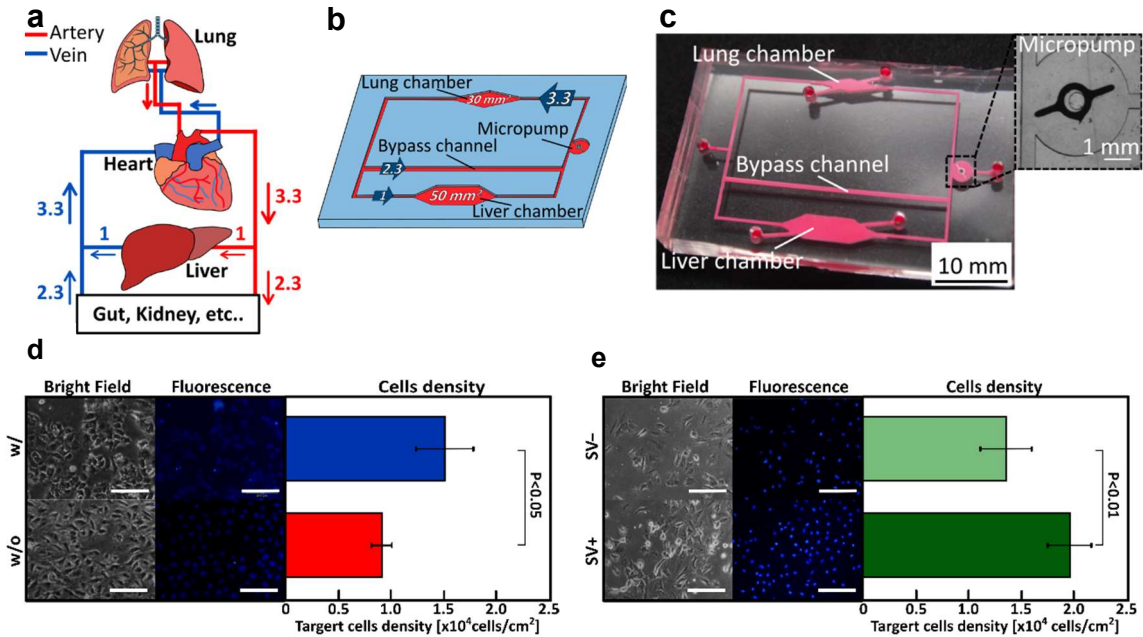 a
Artery
Vein
Lung
Heart
3.3
3.3
1
1
Liver
2.3
2.3
Gut, Kidney, etc..
b
Lung chamber
30 mm²
3.3
Micropump
Bypass channel
2.3
1
50 mm²
Liver chamber
c
Lung chamber
Micropump
1 mm
Bypass channel
Liver chamber
10 mm
d
Bright Field
Fluorescence
Cells density
w/
w/o
P<0.05
0
0.5
1.0
1.5
2.0
2.5
Targert cells density [x10⁴cells/cm²]
e
Bright Field
Fluorescence
Cells density
SV−
SV+
P<0.01
0
0.5
1.0
1.5
2.0
2.5
Targert cells density [x10⁴cells/cm²]